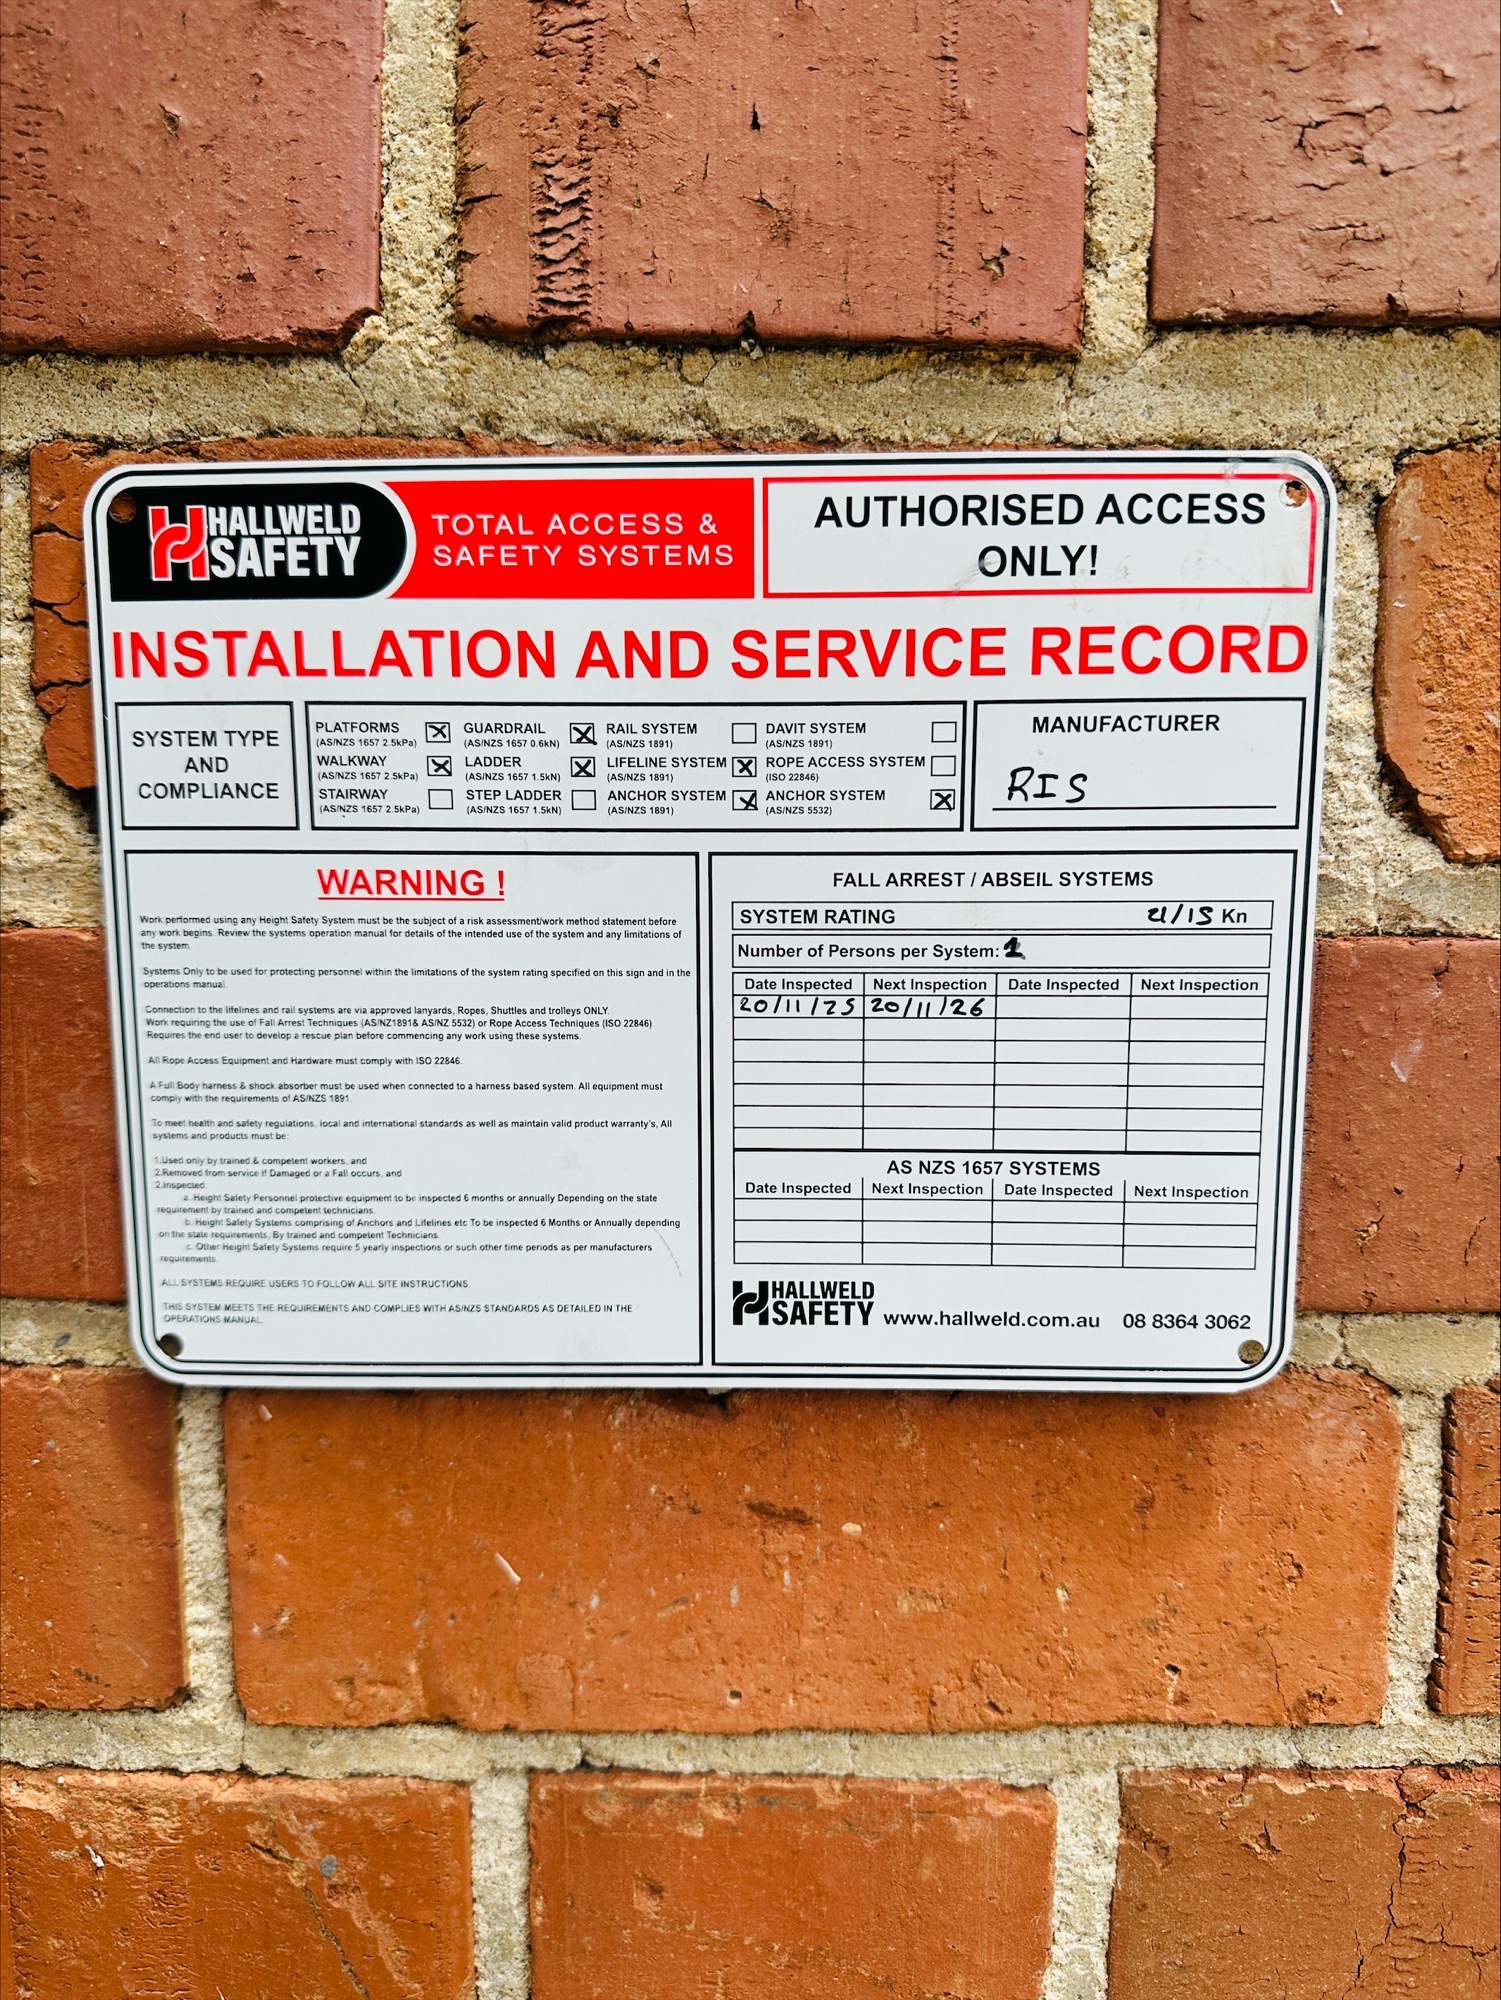 HALLWELD
SAFETY
TOTAL ACCESS &
SAFETY SYSTEMS
AUTHORISED ACCESS
ONLY!
INSTALLATION AND SERVICE RECORD
SYSTEM TYPE
AND
COMPLIANCE
PLATFORMS
(AS/NZS 1657 2.5kPa)
GUARDRAIL
(AS/NZS 1657 0.6kN)
RAIL SYSTEM
(AS/NZS 1891)
DAVIT SYSTEM
(AS/NZS 1891)
WALKWAY
(AS/NZS 1657 2.5kPa)
LADDER
(AS/NZS 1657 1.5kN)
LIFELINE SYSTEM
(AS/NZS 1891)
ROPE ACCESS SYSTEM
(ISO 22846)
STAIRWAY
(AS/NZS 1657 2.5kPa)
STEP LADDER
(AS/NZS 1657 1.5kN)
ANCHOR SYSTEM
(AS/NZS 1891)
ANCHOR SYSTEM
(AS/NZS 5532)
MANUFACTURER
RIS
WARNING !
Work performed using any Height Safety System must be the subject of a risk assessment/work method statement before
any work begins. Review the systems operation manual for details of the intended use of the system and any limitations of
the system.
Systems Only to be used for protecting personnel within the limitations of the system rating specified on this sign and in the
operations manual.
Connection to the lifelines and rail systems are via approved lanyards, Ropes, Shuttles and trolleys ONLY.
Work requiring the use of Fall Arrest Techniques (AS/NZ1891& AS/NZ 5532) or Rope Access Techniques (ISO 22846)
Requires the end user to develop a rescue plan before commencing any work using these systems.
All Rope Access Equipment and Hardware must comply with ISO 22846.
A Full Body harness & shock absorber must be used when connected to a harness based system. All equipment must
comply with the requirements of AS/NZS 1891.
To meet health and safety regulations, local and international standards as well as maintain valid product warranty's, All
systems and products must be:
1.Used only by trained & competent workers, and
2.Removed from service if Damaged or a Fall occurs, and
2.Inspected:
a. Height Safety Personnel protective equipment to be inspected 6 months or annually Depending on the state
requirement by trained and competent technicians.
b. Height Safety Systems comprising of Anchors and Lifelines etc To be inspected 6 Months or Annually depending
on the state requirements, By trained and competent Technicians.
c. Other Height Safety Systems require 5 yearly inspections or such other time periods as per manufacturers
requirements.
ALL SYSTEMS REQUIRE USERS TO FOLLOW ALL SITE INSTRUCTIONS.
THIS SYSTEM MEETS THE REQUIREMENTS AND COMPLIES WITH AS/NZS STANDARDS AS DETAILED IN THE
OPERATIONS MANUAL.
FALL ARREST / ABSEIL SYSTEMS
SYSTEM RATING /15 Kn
Number of Persons per System:
Date Inspected Next Inspection Date Inspected Next Inspection
20/11/25 20/11/26
AS NZS 1657 SYSTEMS
Date Inspected Next Inspection Date Inspected Next Inspection
HALLWELD
SAFETY www.hallweld.com.au 08 8364 3062